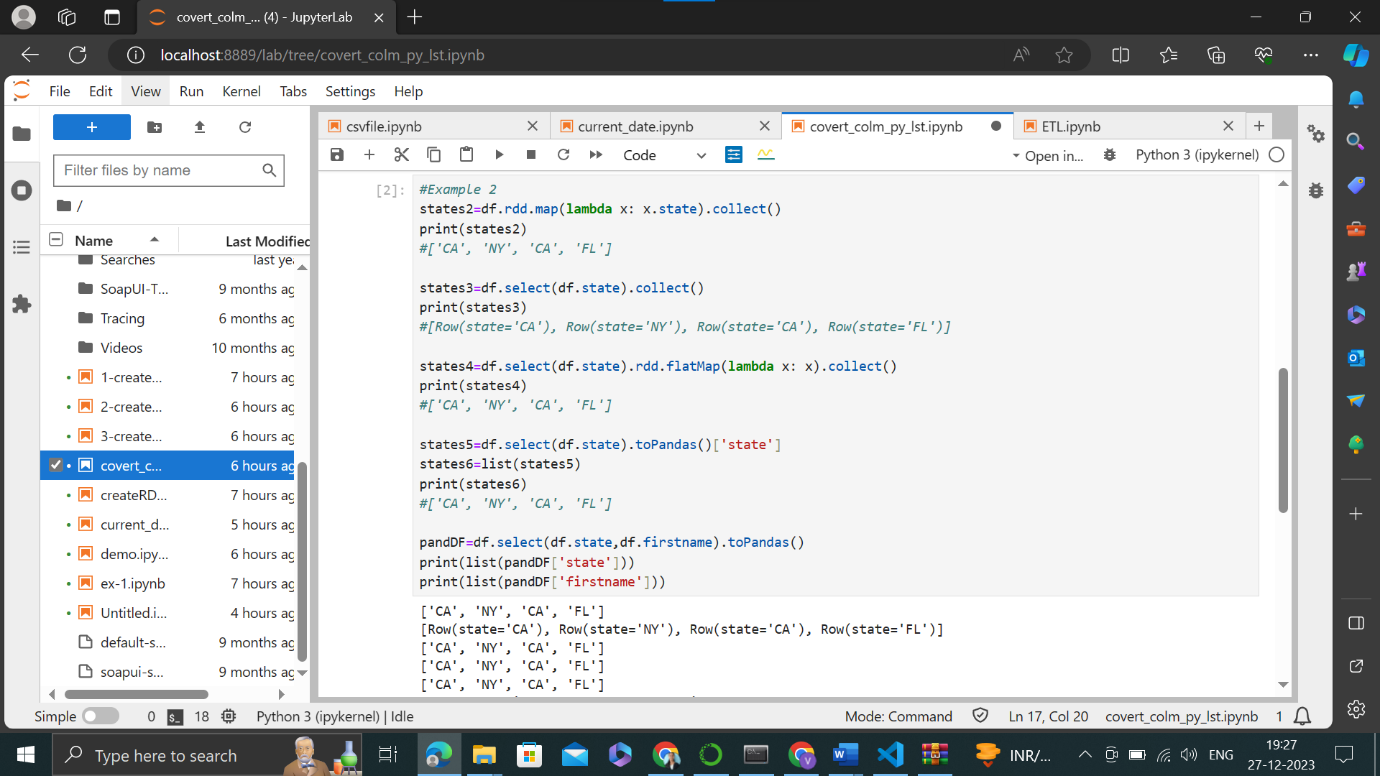 covert_colm_... (4) - JupyterLab
localhost:8889/lab/tree/covert_colm_py_lst.ipynb
File Edit View Run Kernel Tabs Settings Help
csvfile.ipynb
current_date.ipynb
covert_colm_py_lst.ipynb
ETL.ipynb
Code
Open in...
Python 3 (ipykernel)
Filter files by name
/
Name
Last Modified
Searches last yea
SoapUI-T... 9 months ag
Tracing 6 months ag
Videos 10 months ag
1-create... 7 hours ag
2-create... 6 hours ag
3-create... 6 hours ag
covert_c... 6 hours ag
createRD... 7 hours ag
current_d... 5 hours ag
demo.ipy... 6 hours ag
ex-1.ipynb 7 hours ag
Untitled.i... 4 hours ag
default-s... 9 months ag
soapui-s... 9 months ag
[2]:
#Example 2
states2=df.rdd.map(lambda x: x.state).collect()
print(states2)
#['CA', 'NY', 'CA', 'FL']
states3=df.select(df.state).collect()
print(states3)
#[Row(state='CA'), Row(state='NY'), Row(state='CA'), Row(state='FL')]
states4=df.select(df.state).rdd.flatMap(lambda x: x).collect()
print(states4)
#['CA', 'NY', 'CA', 'FL']
states5=df.select(df.state).toPandas()['state']
states6=list(states5)
print(states6)
#['CA', 'NY', 'CA', 'FL']
pandDF=df.select(df.state,df.firstname).toPandas()
print(list(pandDF['state']))
print(list(pandDF['firstname']))
['CA', 'NY', 'CA', 'FL']
[Row(state='CA'), Row(state='NY'), Row(state='CA'), Row(state='FL')]
['CA', 'NY', 'CA', 'FL']
['CA', 'NY', 'CA', 'FL']
['CA', 'NY', 'CA', 'FL']
Simple 0 18 Python 3 (ipykernel) | Idle
Mode: Command Ln 17, Col 20 covert_colm_py_lst.ipynb 1
Type here to search
INR/...
ENG
19:27
27-12-2023